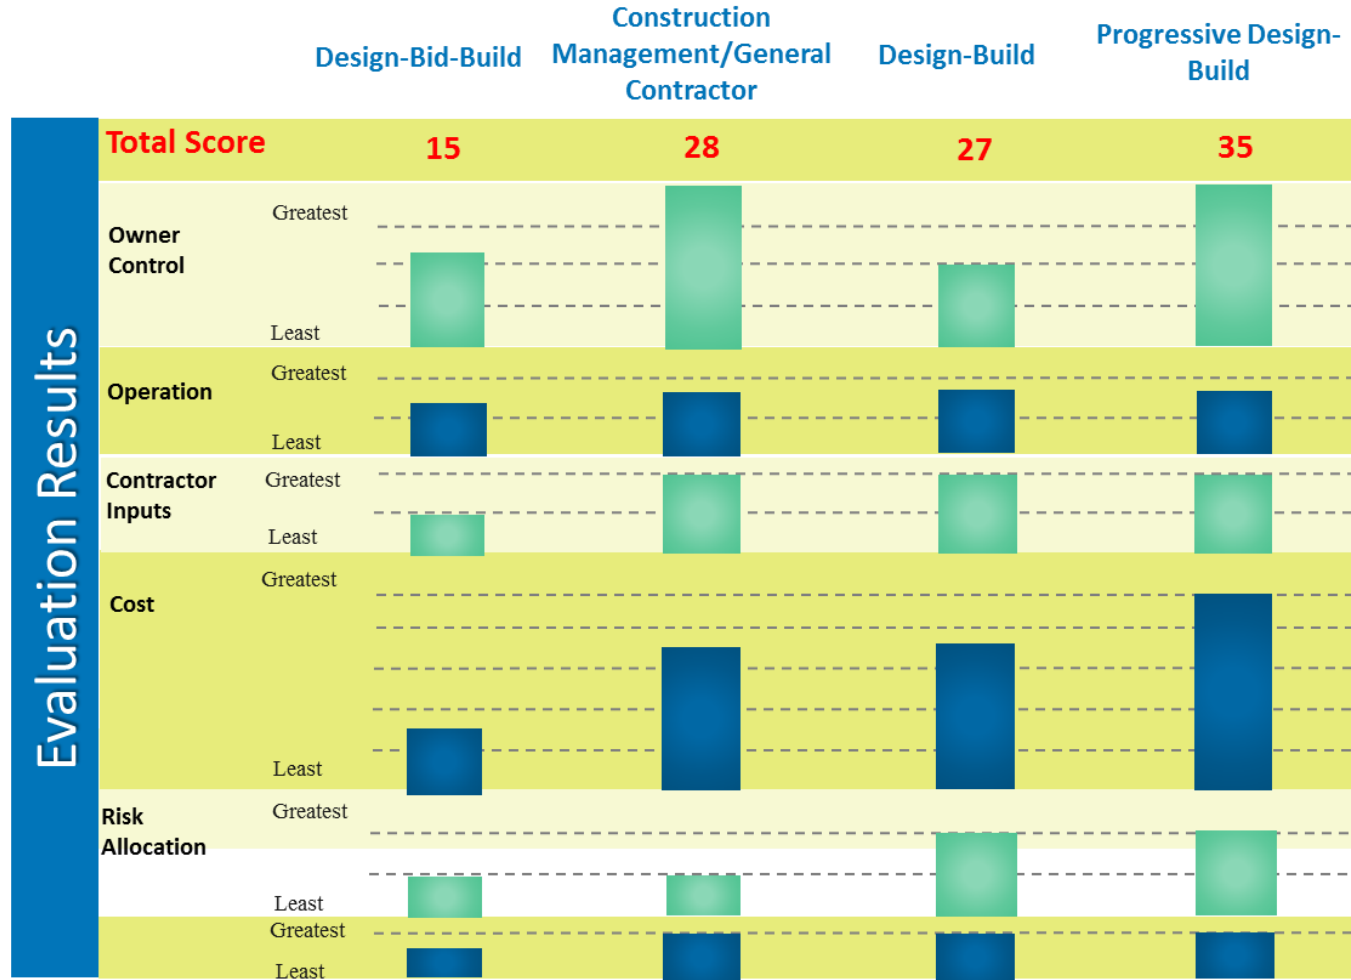 Design-Bid-Build
Construction
Management/General
Contractor
Design-Build
Progressive Design-
Build
Evaluation Results
Total Score
15
28
27
35
Owner
Control
Greatest
Least
Operation
Greatest
Least
Contractor
Inputs
Greatest
Least
Cost
Greatest
Least
Risk
Allocation
Greatest
Least
Greatest
Least